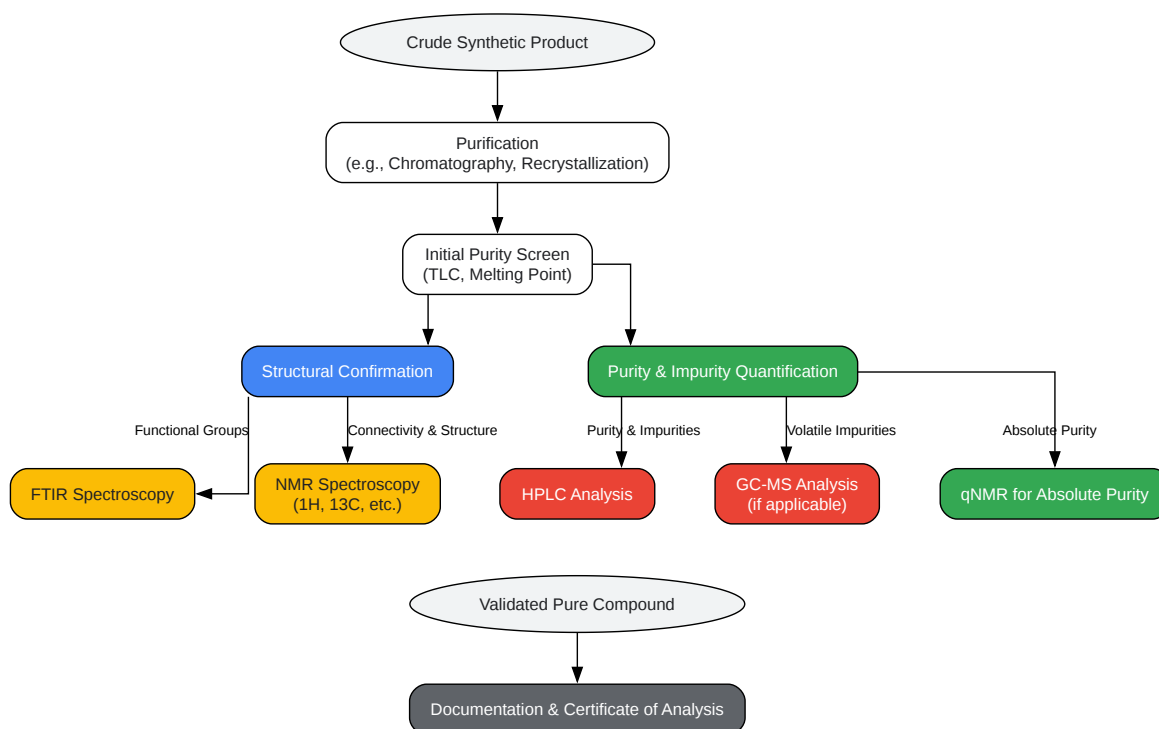 Crude Synthetic Product
Purification
(e.g., Chromatography, Recrystallization)
Initial Purity Screen
(TLC, Melting Point)
Structural Confirmation
Purity & Impurity Quantification
Functional Groups
Connectivity & Structure
Purity & Impurities
Volatile Impurities
Absolute Purity
FTIR Spectroscopy
NMR Spectroscopy
(1H, 13C, etc.)
HPLC Analysis
GC-MS Analysis
(if applicable)
qNMR for Absolute Purity
Validated Pure Compound
Documentation & Certificate of Analysis